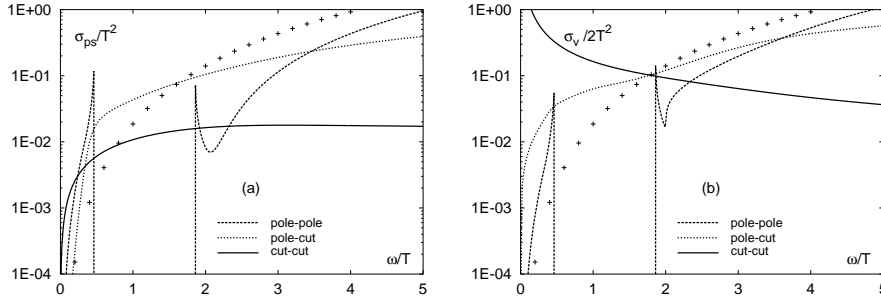 1E+00
1E-01
1E-02
1E-03
1E-04
σps/T²
(a)
pole-pole
pole-cut
cut-cut
ω/T
0 1 2 3 4 5
1E+00
1E-01
1E-02
1E-03
1E-04
σv/2T²
(b)
pole-pole
pole-cut
cut-cut
ω/T
0 1 2 3 4 5